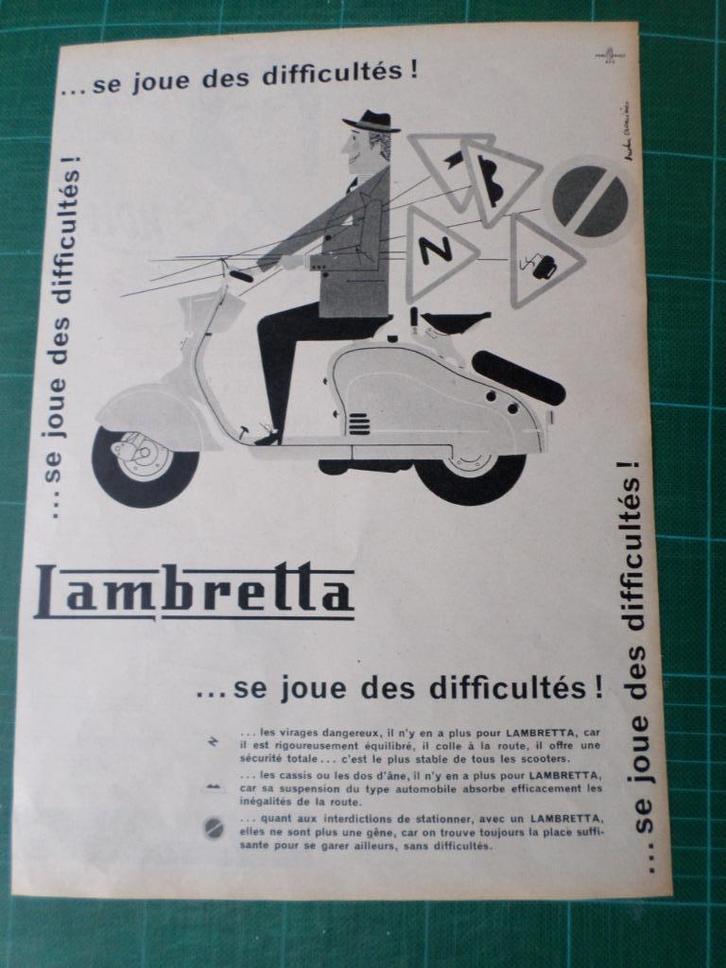 ...se joue des difficultés!
...se joue des difficultés!
Lambretta
...se joue des difficultés!
...se joue des difficultés!
... les virages dangereux, il n'y en a plus pour LAMBRETTA, car
il est rigoureusement équilibré, il colle à la route, il offre une
sécurité totale... c'est le plus stable de tous les scooters.
... les cassis ou les dos d'âne, il n'y en a plus pour LAMBRETTA,
car sa suspension du type automobile absorbe efficacement les
inégalités de la route.
... quant aux interdictions de stationner, avec un LAMBRETTA,
elles ne sont plus une gêne, car on trouve toujours la place suffi-
sante pour se garer ailleurs, sans difficultés.